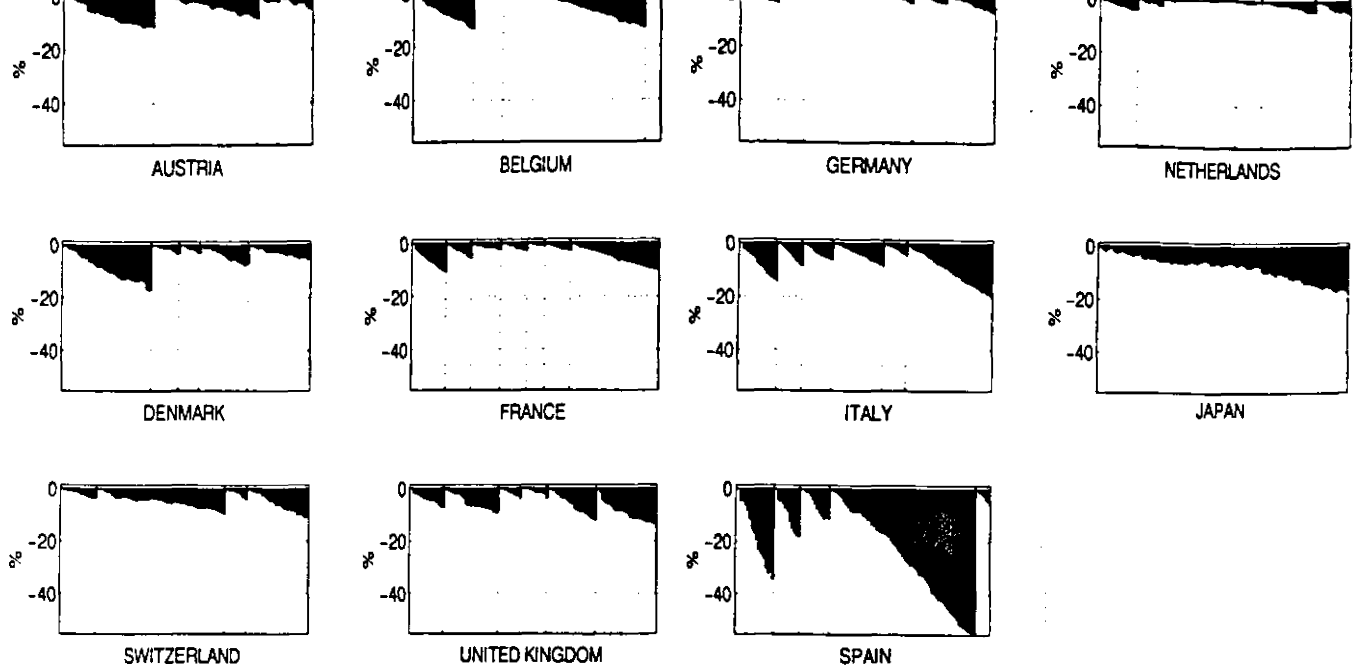 0 0 0 0
% -20 % -20 % -20 % -20
-40 -40 -40 -40
AUSTRIA BELGIUM GERMANY NETHERLANDS
0 0 0 0
% -20 % -20 % -20 % -20
-40 -40 -40 -40
DENMARK FRANCE ITALY JAPAN
0 0 0
% -20 % -20 % -20
-40 -40 -40
SWITZERLAND UNITED KINGDOM SPAIN